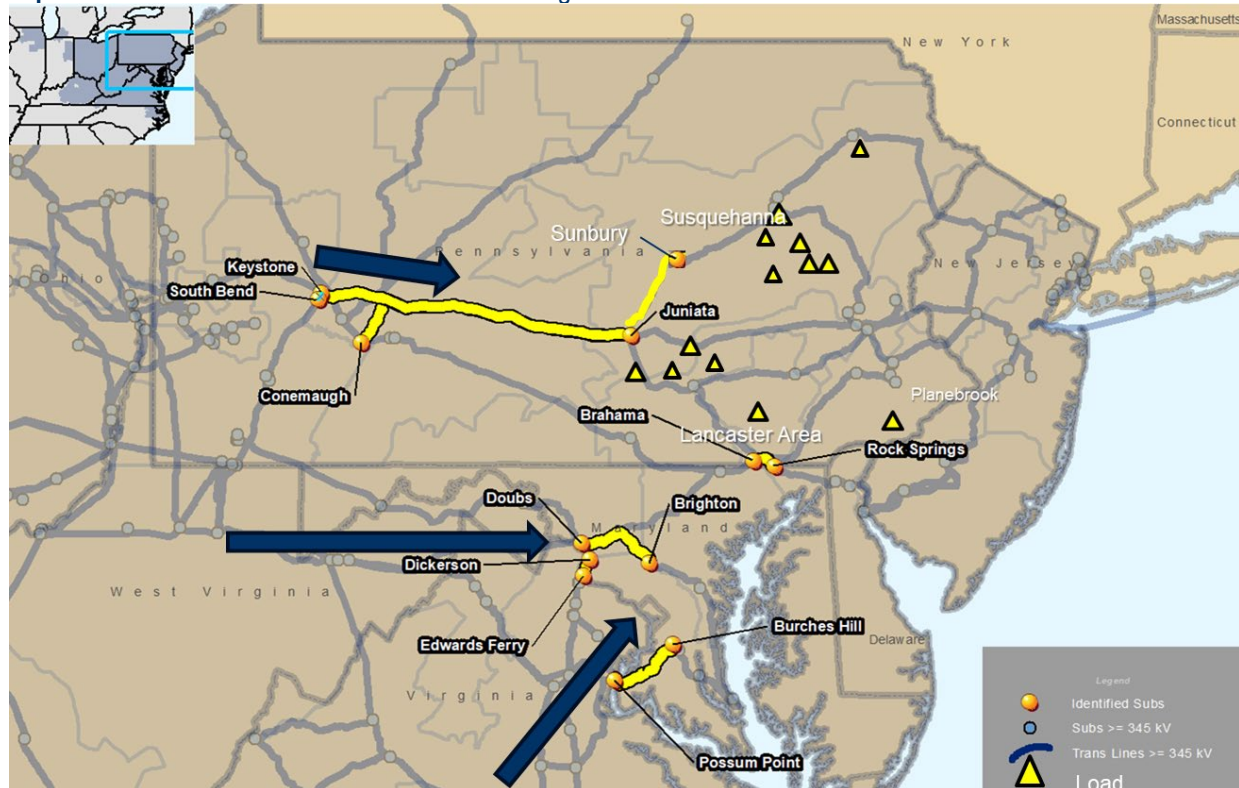 Massachusetts
New York
Connecticut
Susquehanna
Sunbury
Pennsylvania
Keystone
Ohio
New Jersey
South Bend
Juniata
Conemaugh
Planebrook
Brahama
Lancaster Area
Rock Springs
Doubs
Brighton
Maryland
Dickerson
West Virginia
Burches Hill
Edwards Ferry
Delaware
Virginia
Legend
Identified Subs
Subs >= 345 kV
Trans Lines >= 345 kV
Possum Point
Load